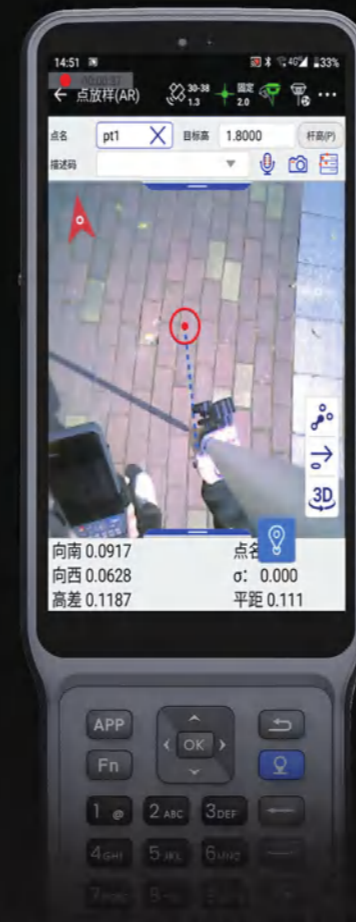 14:51 4G 33%
00:00:37
← 点放样(AR) 30-38 1.3 固定 2.0
点名 pt1 目标高 1.8000 杆高(P)
描述码
3D
向南 0.0917 点名
向西 0.0628 σ: 0.000
高差 0.1187 平距 0.111
APP
OK
Fn
1 @ 2 ABC 3 DEF
4 GHI 5 JKL 6 MNO